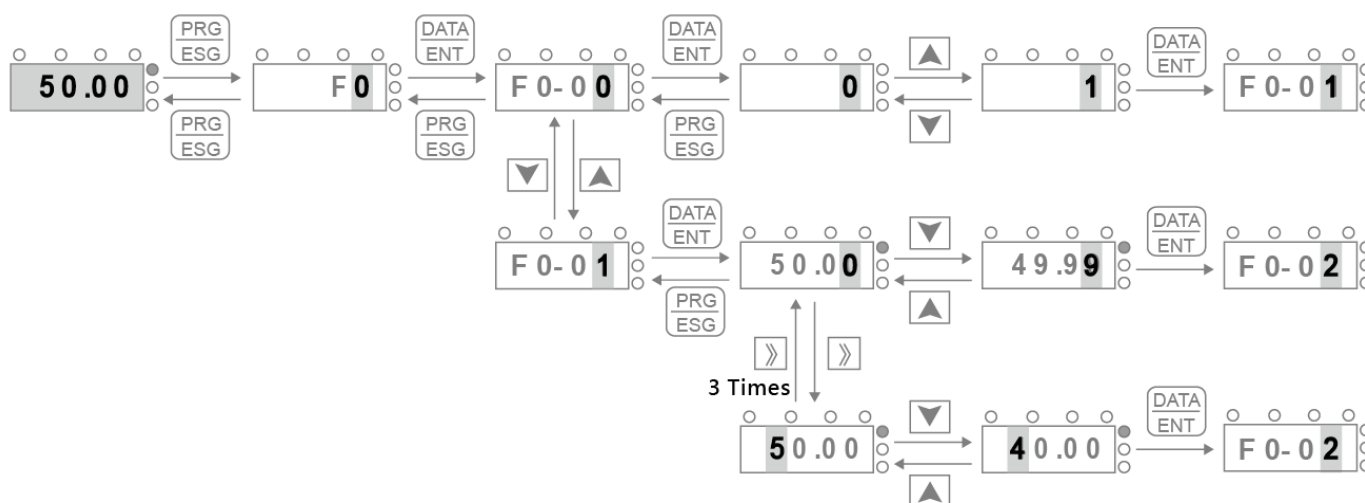 PRG
ESG
DATA
ENT
DATA
ENT
DATA
ENT
50.00
F0
F0-00
0
1
F0-01
PRG
ESG
PRG
ESG
PRG
ESG
DATA
ENT
DATA
ENT
F0-01
50.00
49.99
F0-02
PRG
ESG
3 Times
DATA
ENT
50.00
40.00
F0-02